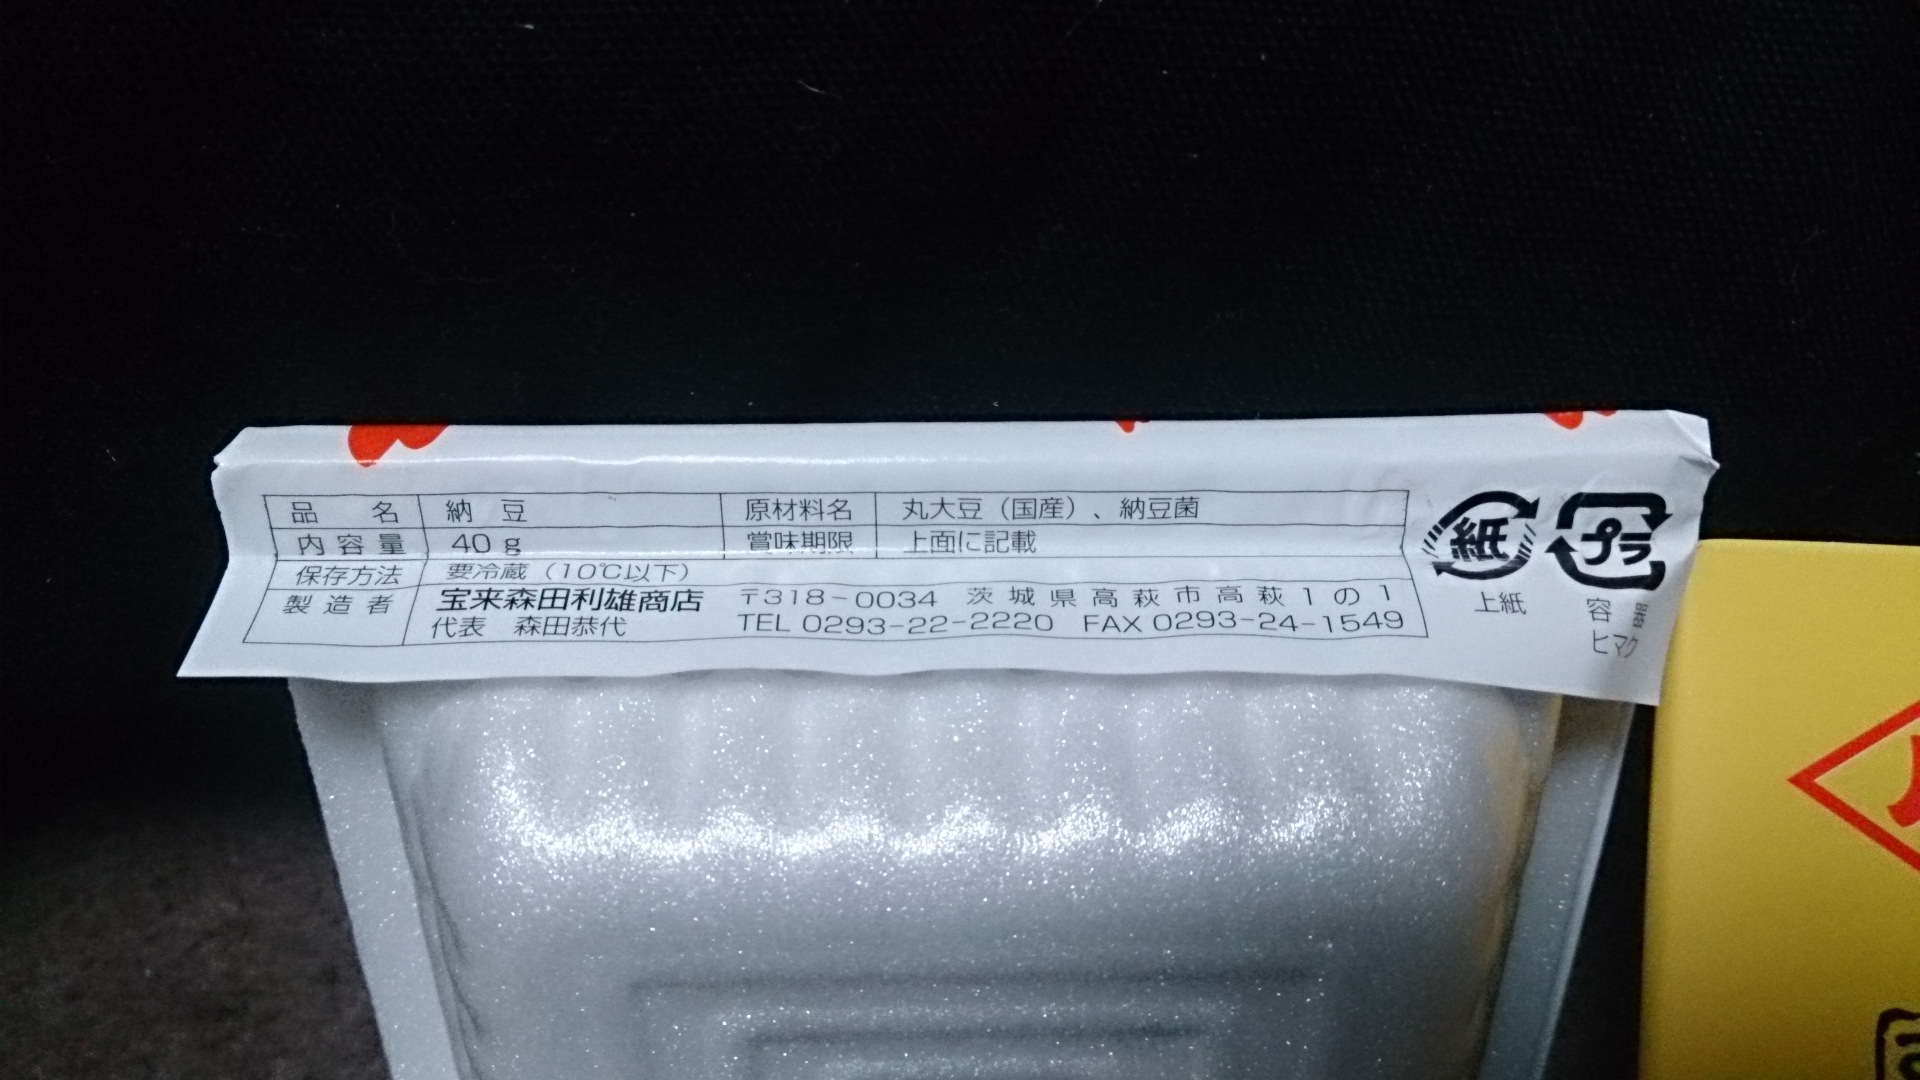 品名 納豆 原材料名 丸大豆（国産）、納豆菌
内容量 40g 賞味期限 上面に記載
保存方法 要冷蔵（10℃以下）
製造者 宝来森田利雄商店 〒318-0034 茨城県高萩市高萩1の1
代表 森田恭代 TEL 0293-22-2220 FAX 0293-24-1549
紙
プラ
上紙
容器
ヒマク